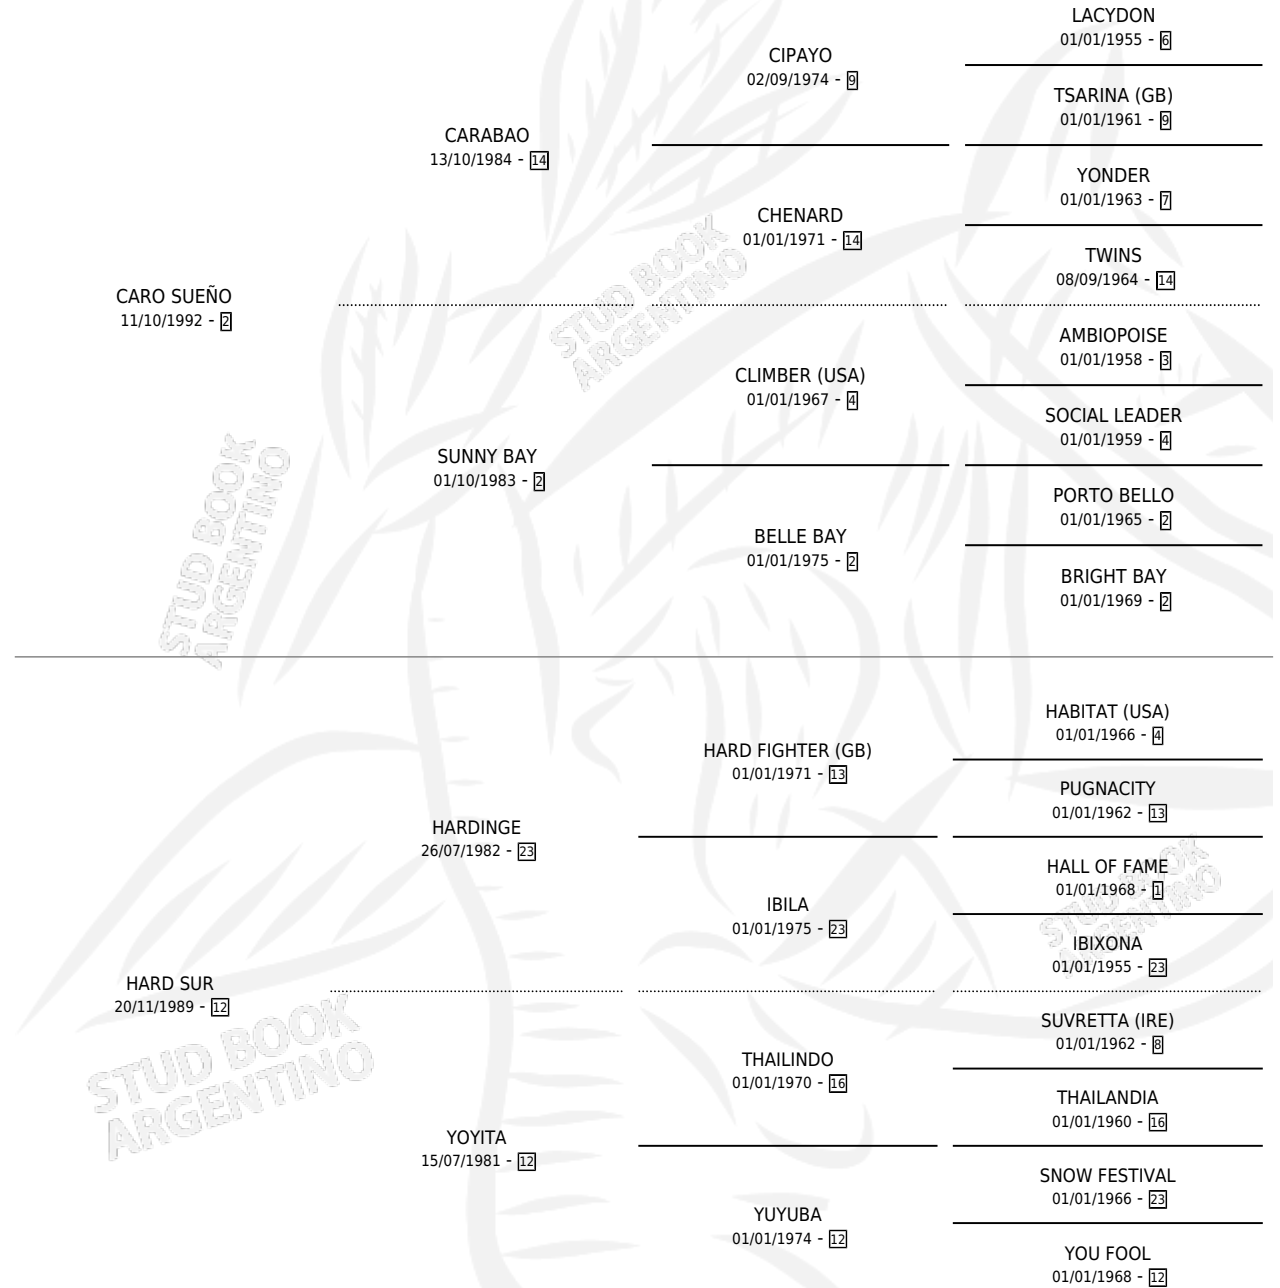 LACYDON
01/01/1955 - 6
CIPAYO
02/09/1974 - 9
TSARINA (GB)
01/01/1961 - 9
CARABAO
13/10/1984 - 14
YONDER
01/01/1963 - 7
CHENARD
01/01/1971 - 14
TWINS
08/09/1964 - 14
CARO SUEÑO
11/10/1992 - 2
STUD BOOK
ARGENTINO
AMBIOPOISE
01/01/1958 - 3
CLIMBER (USA)
01/01/1967 - 4
SOCIAL LEADER
01/01/1959 - 4
SUNNY BAY
01/10/1983 - 2
PORTO BELLO
01/01/1965 - 2
BELLE BAY
01/01/1975 - 2
BRIGHT BAY
01/01/1969 - 2
STUD BOOK
ARGENTINO
HABITAT (USA)
01/01/1966 - 4
HARD FIGHTER (GB)
01/01/1971 - 13
PUGNACITY
01/01/1962 - 13
HARDINGE
26/07/1982 - 23
HALL OF FAME
01/01/1968 - 1
IBILA
01/01/1975 - 23
STUD BOOK
ARGENTINO
IBIXONA
01/01/1955 - 23
HARD SUR
20/11/1989 - 12
SUVRETTA (IRE)
01/01/1962 - 8
STUD BOOK
ARGENTINO
THAILINDO
01/01/1970 - 16
THAILANDIA
01/01/1960 - 16
YOYITA
15/07/1981 - 12
SNOW FESTIVAL
01/01/1966 - 23
YUYUBA
01/01/1974 - 12
YOU FOOL
01/01/1968 - 12